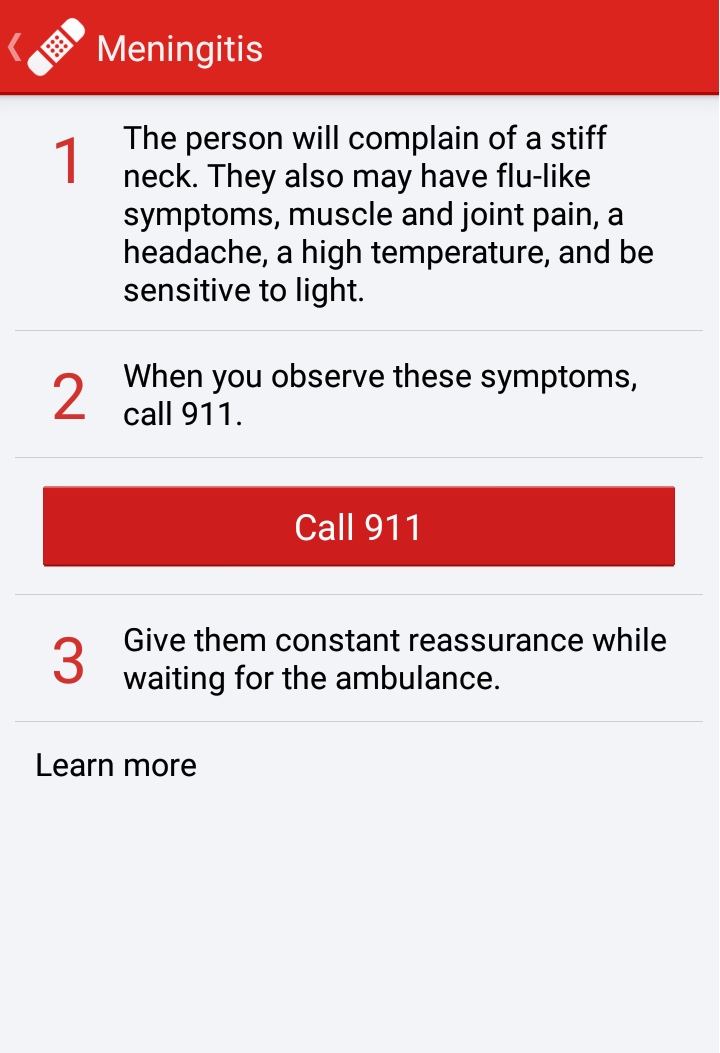 Meningitis
1
The person will complain of a stiff
neck. They also may have flu-like
symptoms, muscle and joint pain, a
headache, a high temperature, and be
sensitive to light.
2
When you observe these symptoms,
call 911.
Call 911
3
Give them constant reassurance while
waiting for the ambulance.
Learn more